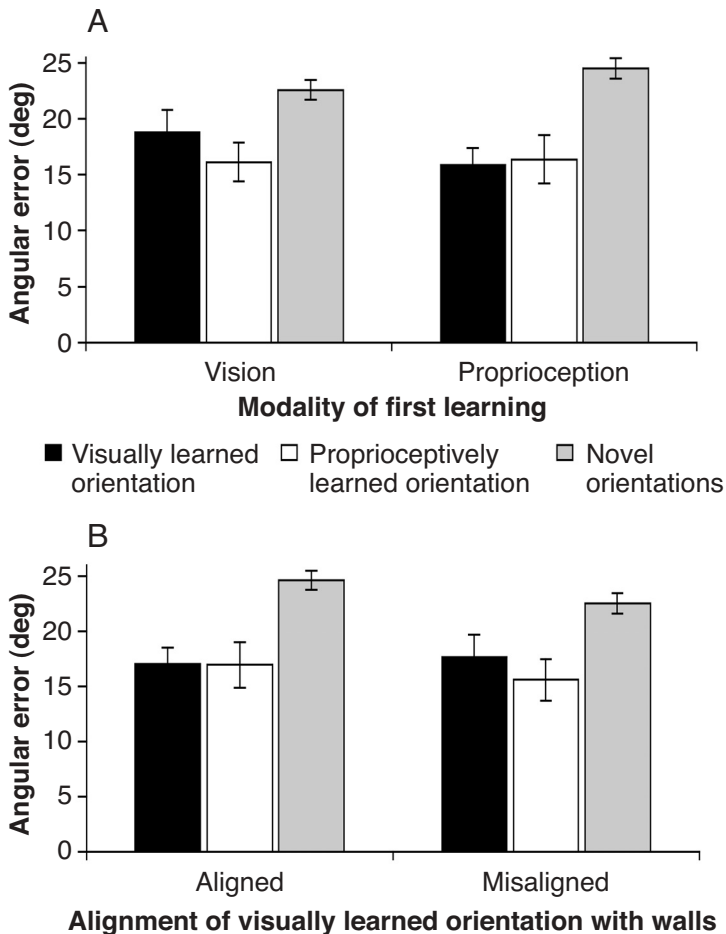 A
Angular error (deg)
25
20
15
10
5
0
Vision
Proprioception
Modality of first learning
Visually learned
orientation
Proprioceptively
learned orientation
Novel
orientations
B
Angular error (deg)
25
20
15
10
5
0
Aligned
Misaligned
Alignment of visually learned orientation with walls